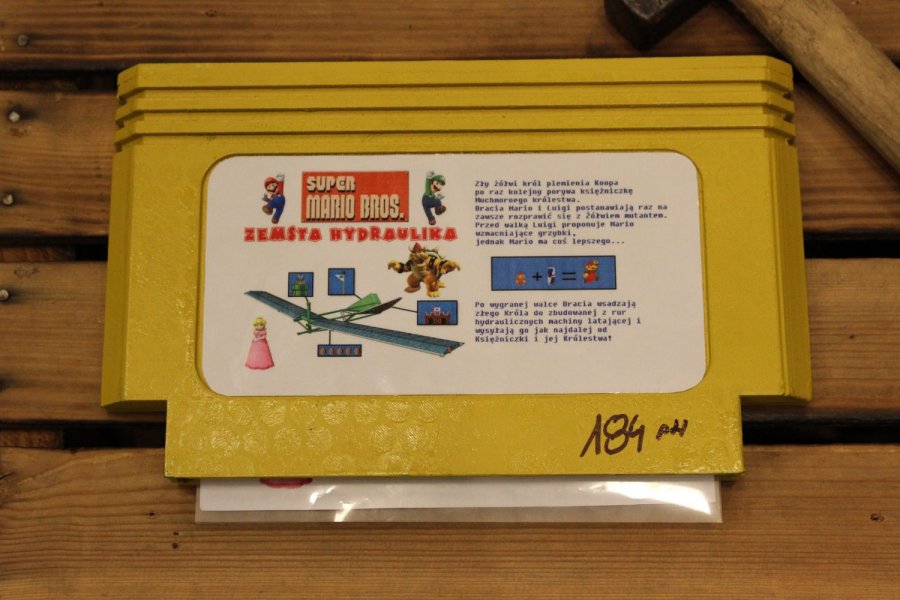 SUPER
MARIO BROS.
ZEMSTA HYDRAULIKA
Zły żółwi król plemienia Koopa
po raz kolejny porywa księżniczkę
Muchomornego królestwa.
Bracia Mario i Luigi postanawiają raz na
zawsze rozprawić się z Żółwiem mutantem.
Przed walką Luigi proponuje Mario
wzmacniające grzybki,
jednak Mario ma coś lepszego...
+ =
Po wygranej walce Bracia wsadzają
złego Króla do zbudowanej z rur
hydraulicznych machiny latającej i
wysyłają go jak najdalej od
Księżniczki i jej Królestwa!
184